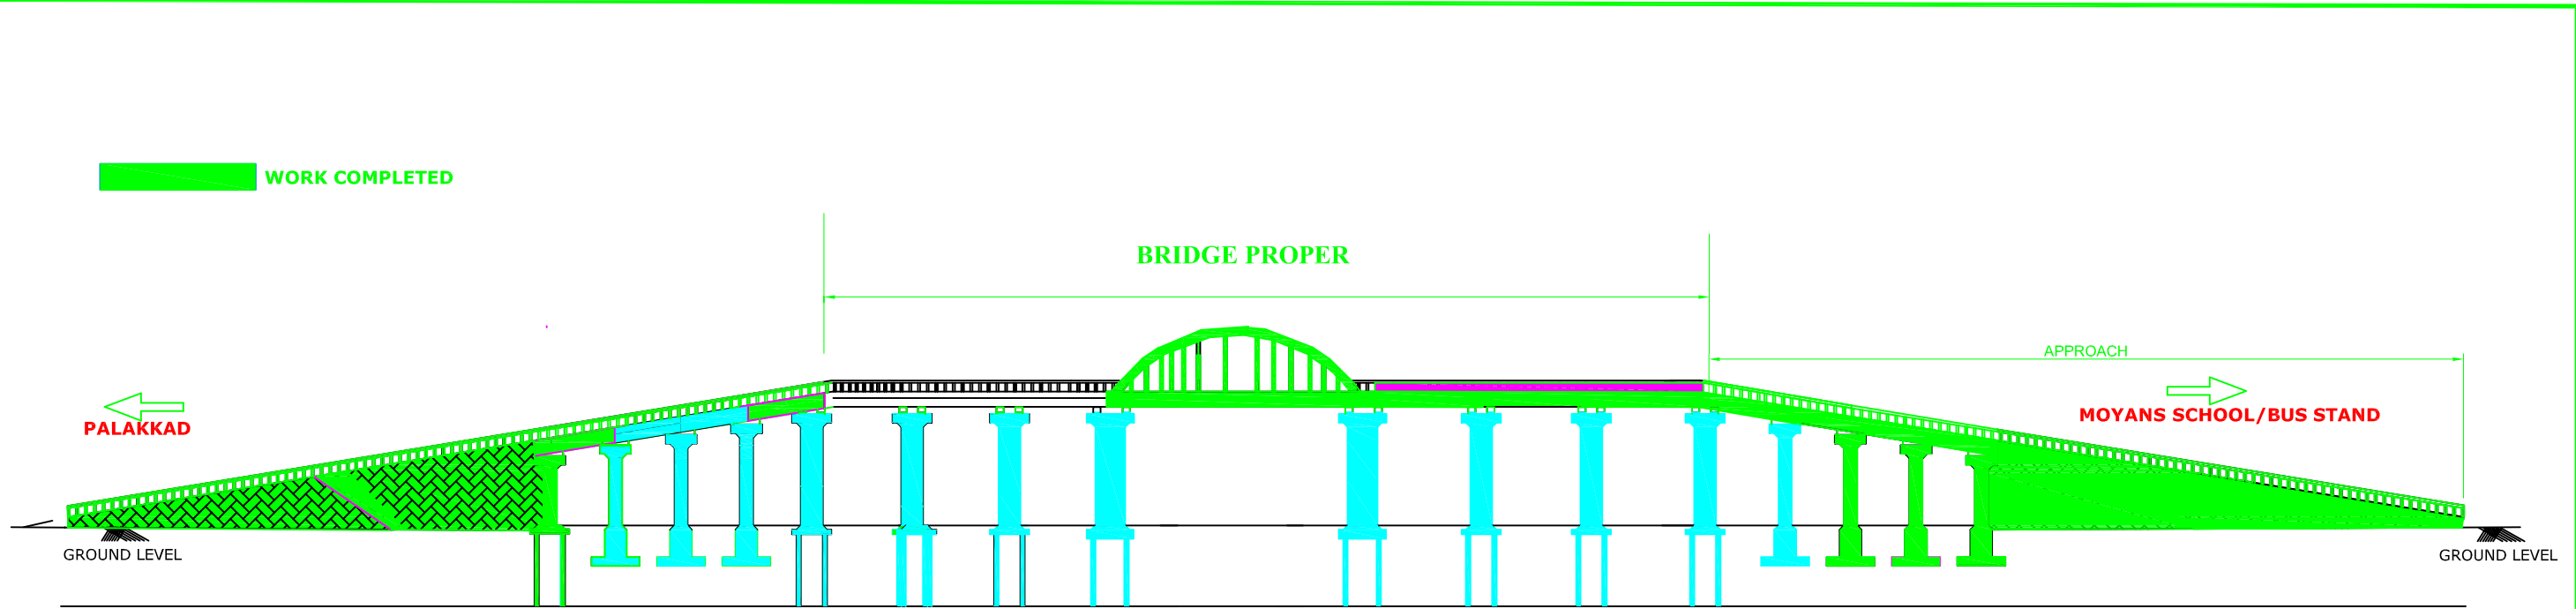 WORK COMPLETED
BRIDGE PROPER
APPROACH
PALAKKAD
MOYANS SCHOOL/BUS STAND
GROUND LEVEL
GROUND LEVEL